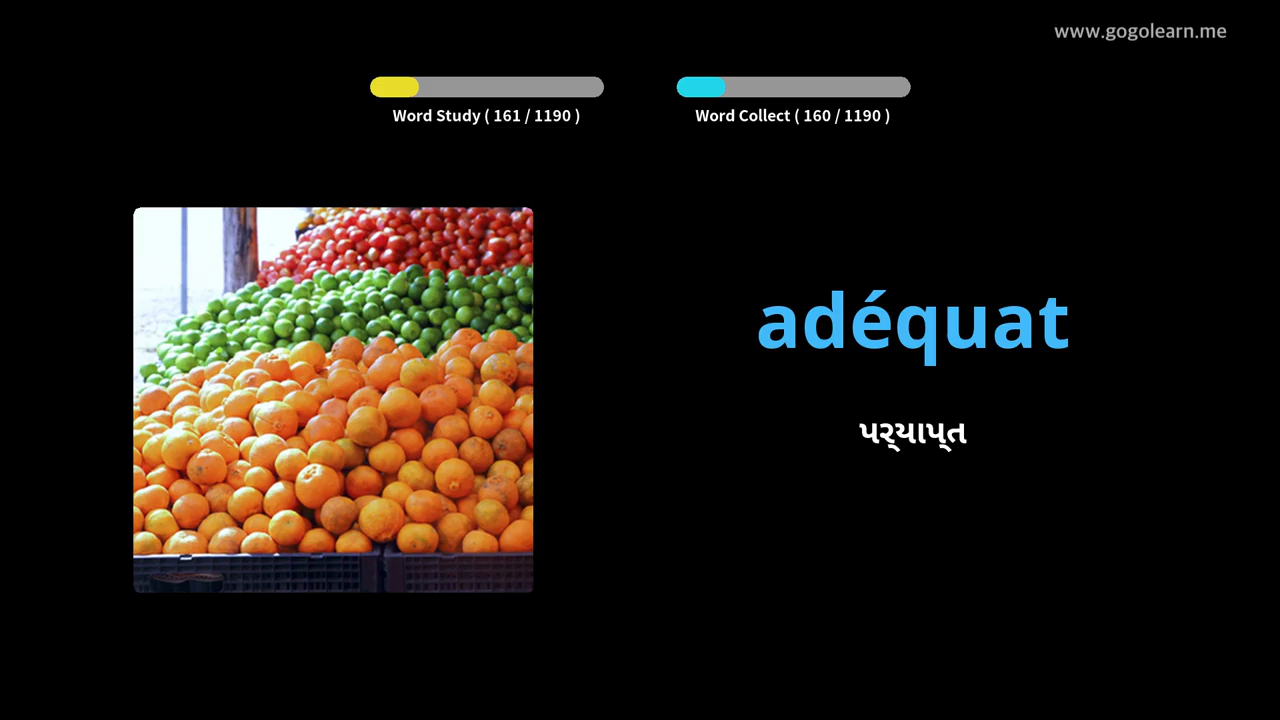 www.gogolearn.me
Word Study ( 161 / 1190 )
Word Collect ( 160 / 1190 )
adéquat
પર્યાપ્ત